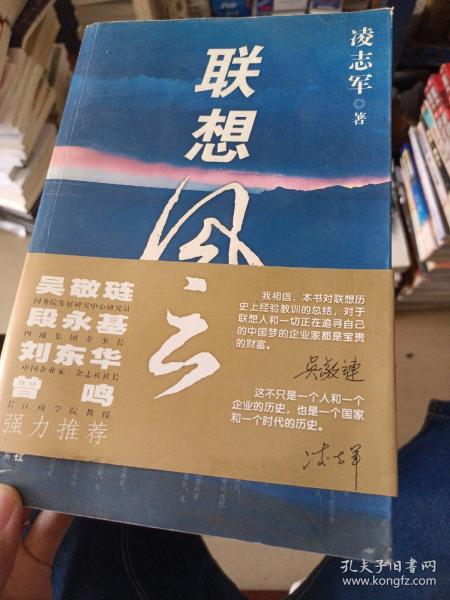 联想风云
凌志军◎著
吴敬琏
国务院发展研究中心研究员
段永基
四通集团董事长
刘东华
中国企业家杂志社社长
曾鸣
长江商学院教授
强力推荐
我相信，本书对联想历
史上经验教训的总结，对于
联想人和一切正在追寻自己
的中国梦的企业家都是宝贵
的财富。
吴敬琏
这不只是一个人和一个
企业的历史，也是一个国家
和一个时代的历史。
凌志军
孔夫子旧书网
www.kongfz.com